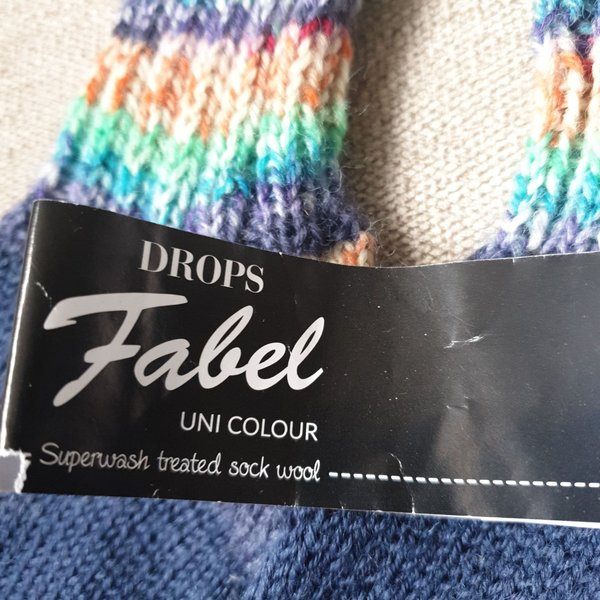 DROPS
Fabel
UNI COLOUR
Superwash treated sock wool